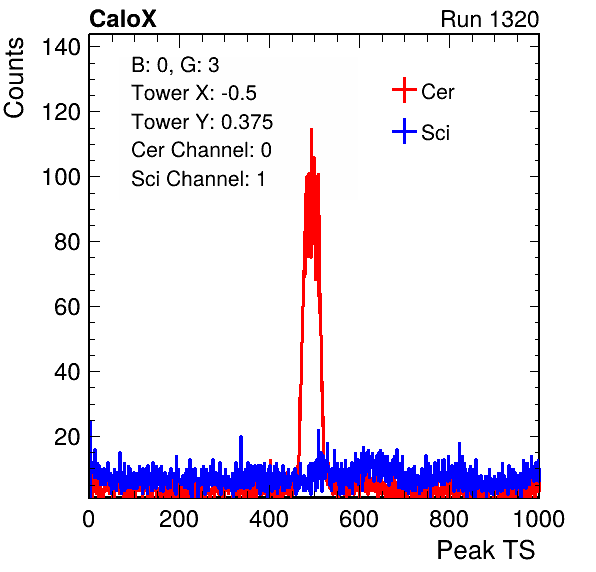 CaloX Run 1320
Counts
140
120
100
80
60
40
20
B: 0, G: 3
Tower X: -0.5
Tower Y: 0.375
Cer Channel: 0
Sci Channel: 1
Cer
Sci
0 200 400 600 800 1000
Peak TS